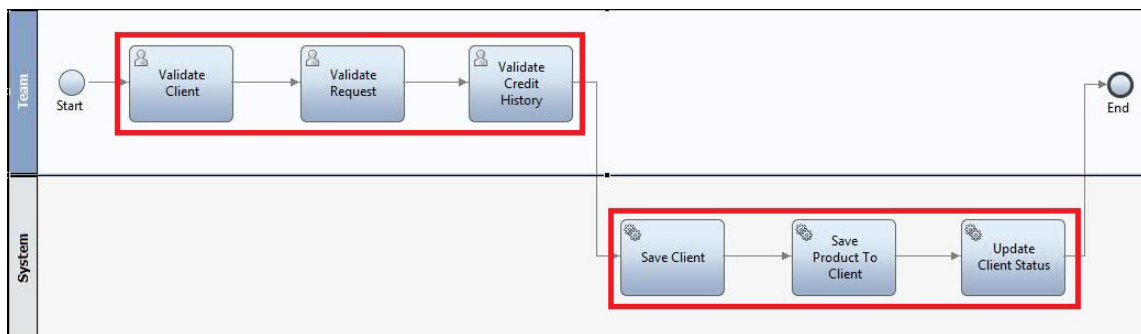 Team
Start
Validate
Client
Validate
Request
Validate
Credit
History
End
System
Save Client
Save
Product To
Client
Update
Client Status